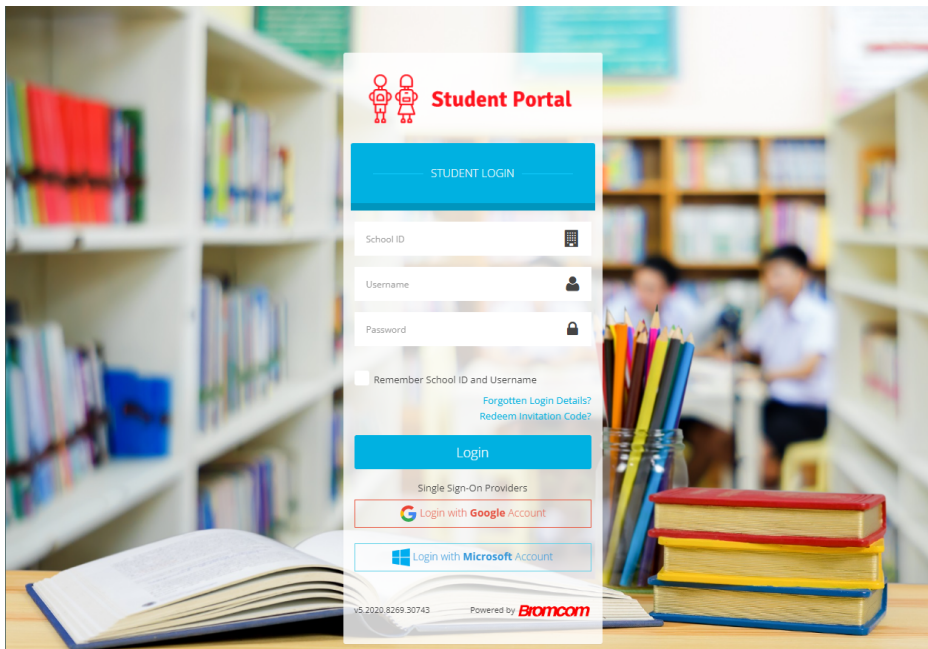 Student Portal
STUDENT LOGIN
School ID
Username
Password
Remember School ID and Username
Forgotten Login Details?
Redeem Invitation Code?
Login
Single Sign-On Providers
Login with Google Account
Login with Microsoft Account
v5.2020.8269.30743 Powered by Bromcom